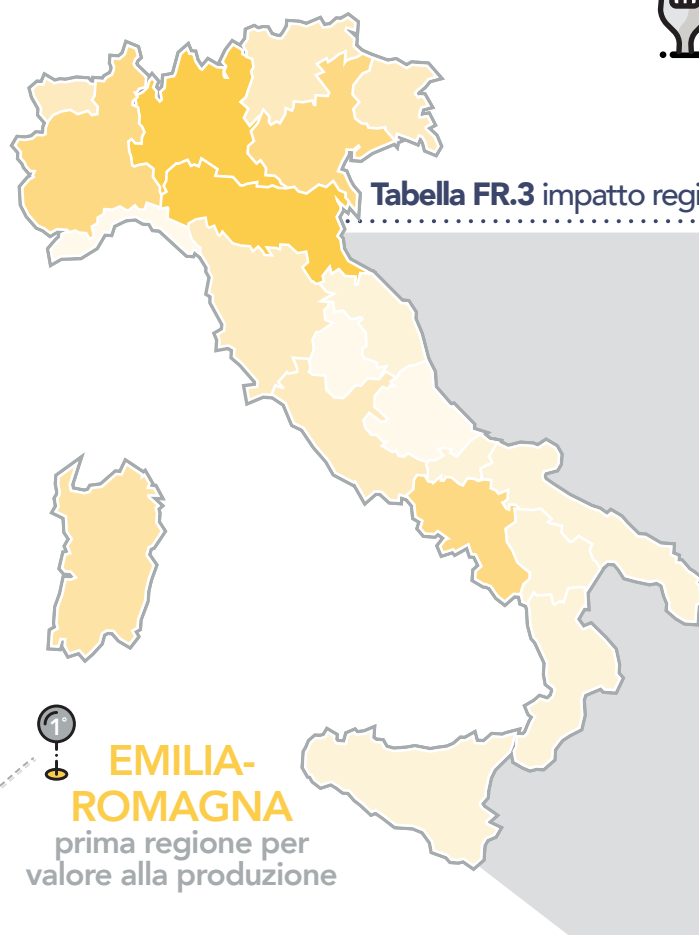 Tabella FR.3 impatto regi
1°
EMILIA-
ROMAGNA
prima regione per
valore alla produzione